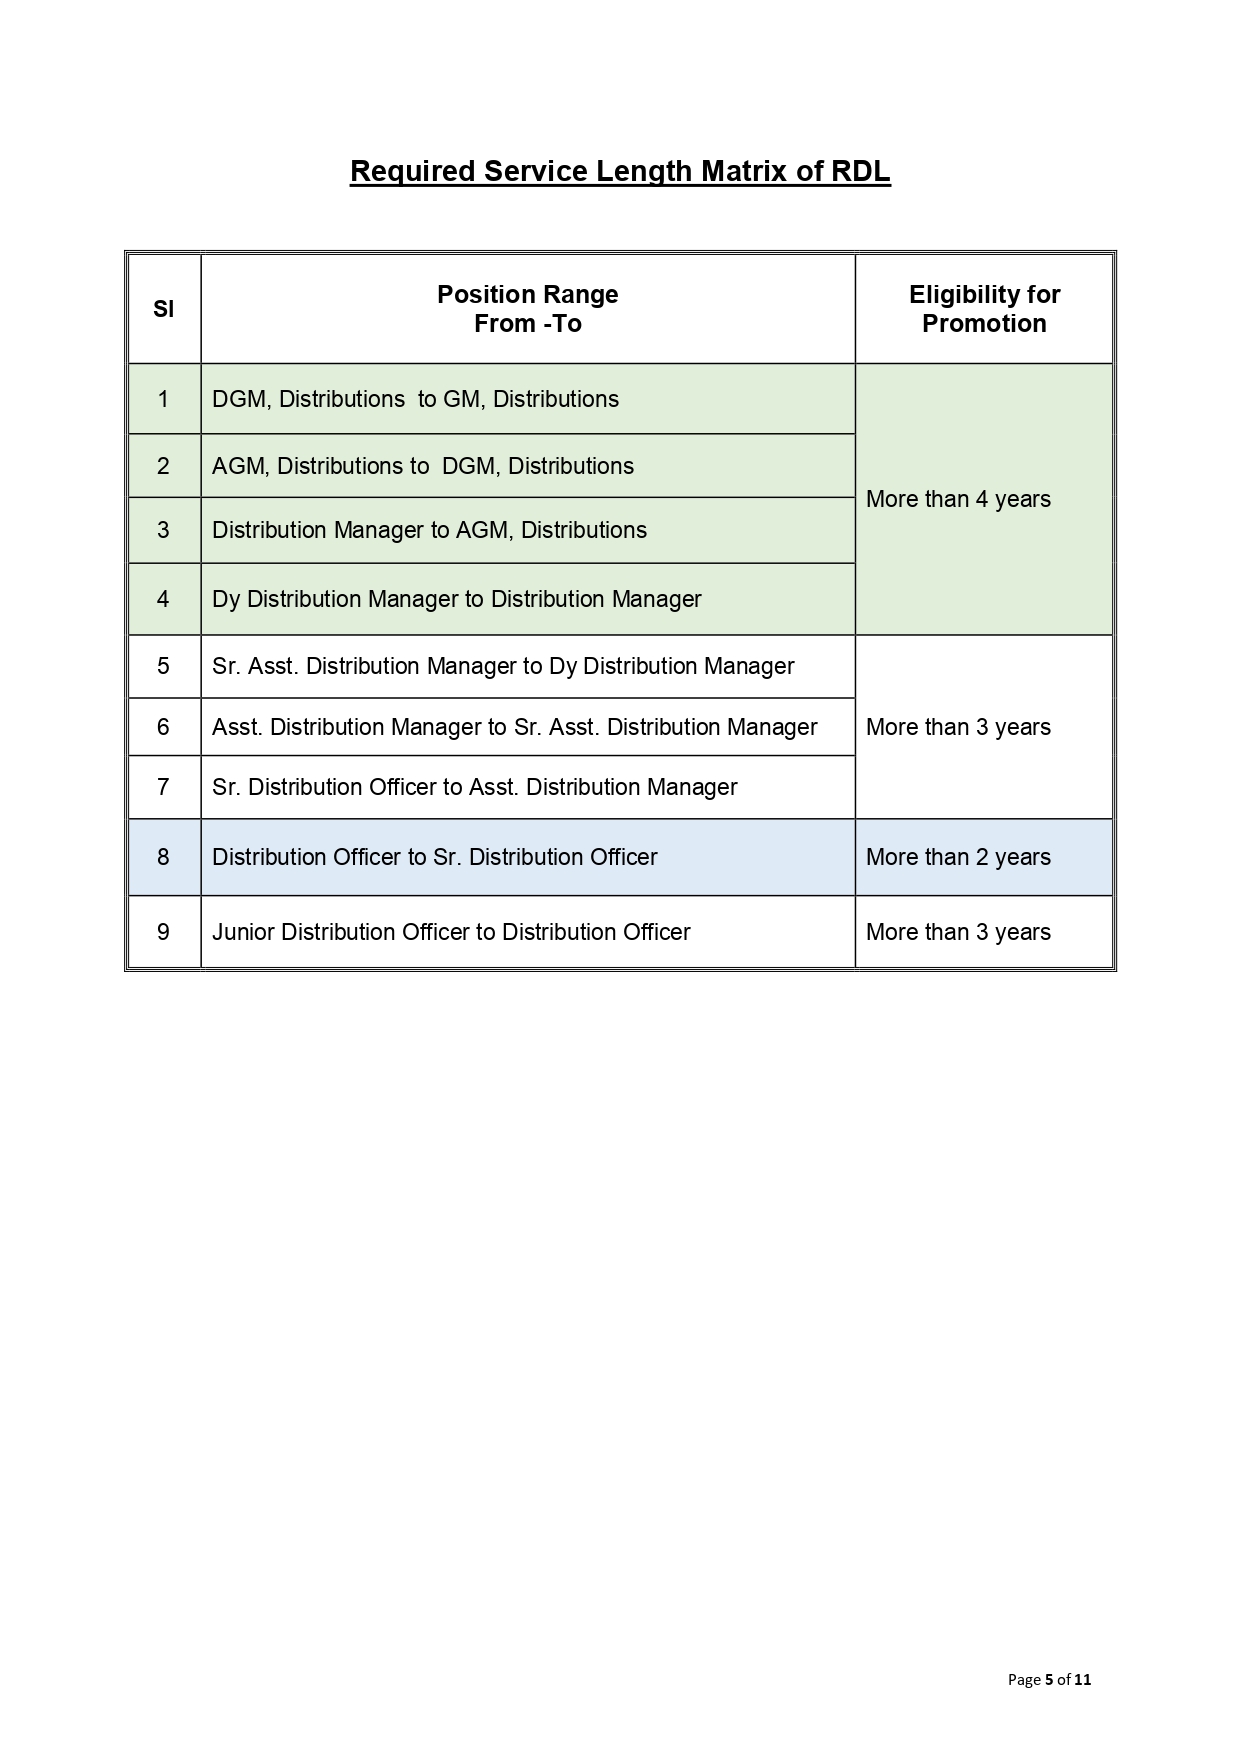 Required Service Length Matrix of RDL
Sl
Position Range
From -To
Eligibility for
Promotion
1
DGM, Distributions  to GM, Distributions
2
AGM, Distributions to  DGM, Distributions
3
Distribution Manager to AGM, Distributions
4
Dy Distribution Manager to Distribution Manager
More than 4 years
5
Sr. Asst. Distribution Manager to Dy Distribution Manager
6
Asst. Distribution Manager to Sr. Asst. Distribution Manager
7
Sr. Distribution Officer to Asst. Distribution Manager
More than 3 years
8
Distribution Officer to Sr. Distribution Officer
More than 2 years
9
Junior Distribution Officer to Distribution Officer
More than 3 years
Page 5 of 11